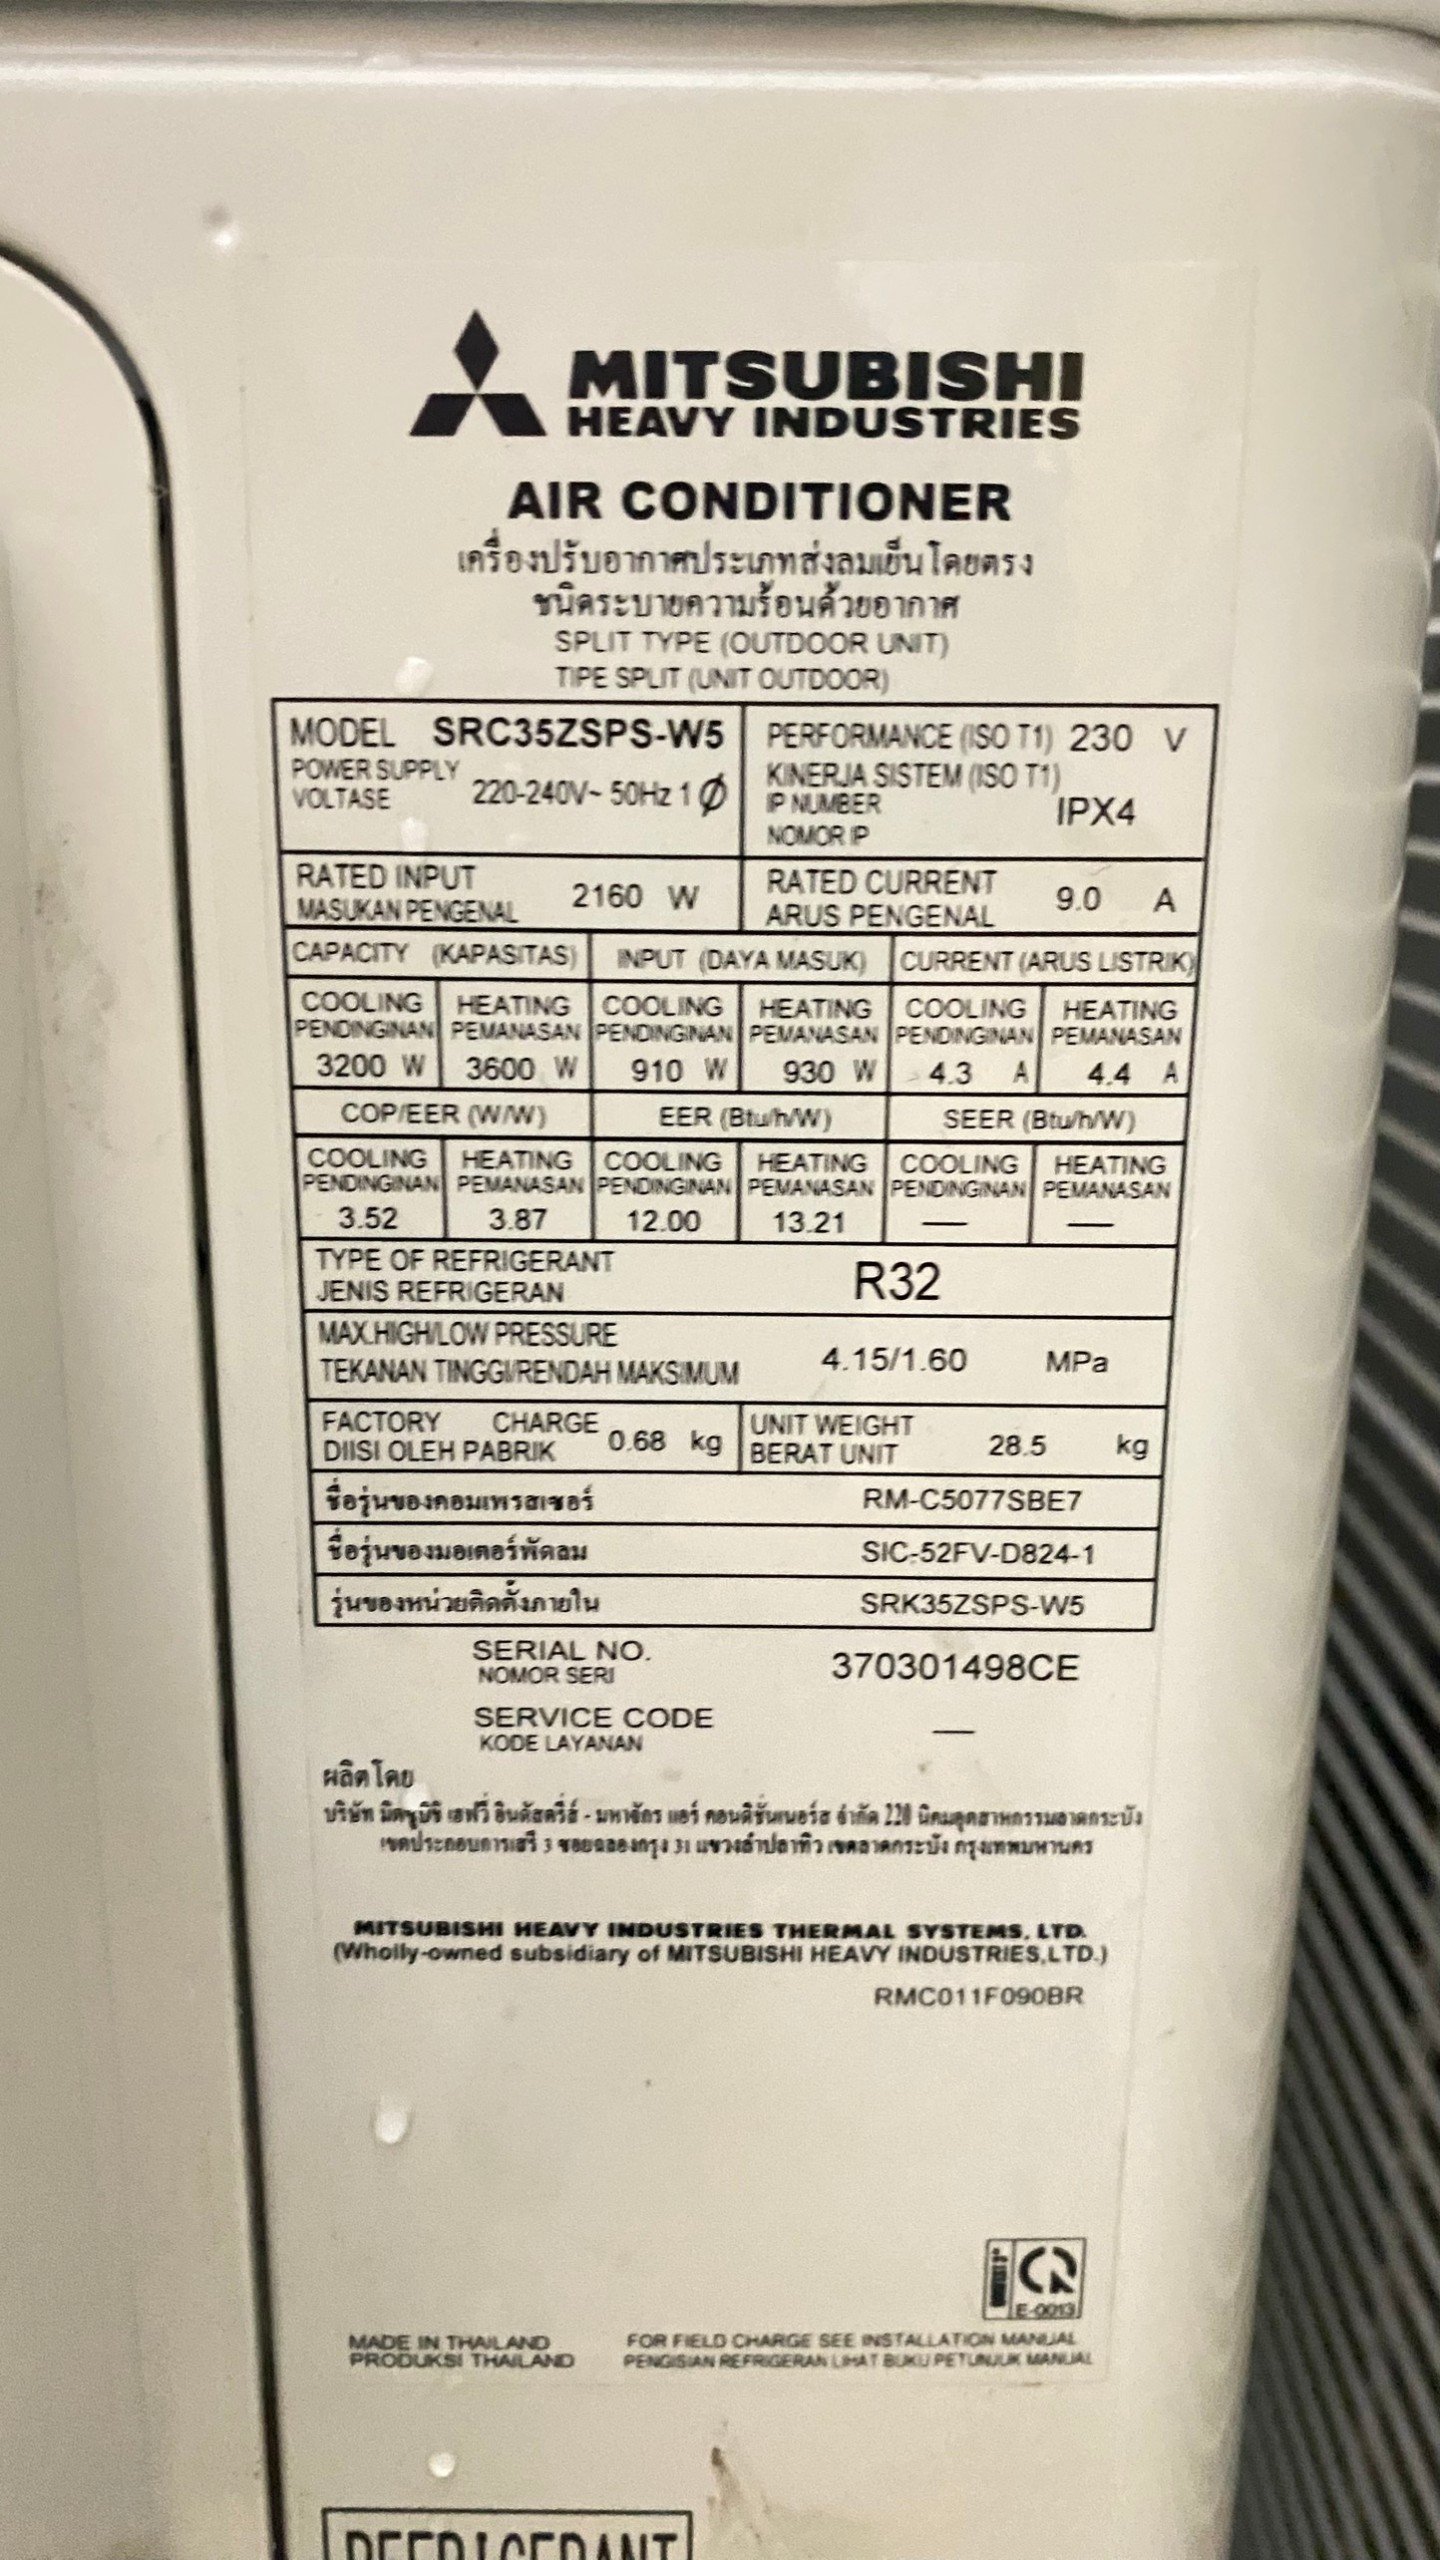 MITSUBISHI
HEAVY INDUSTRIES
AIR CONDITIONER
เครื่องปรับอากาศประเภทส่งลมเย็นโดยตรง
ชนิดระบายความร้อนด้วยอากาศ
SPLIT TYPE (OUTDOOR UNIT)
TIPE SPLIT (UNIT OUTDOOR)
MODEL SRC35ZSPS-W5
POWER SUPPLY
VOLTASE 220-240V~ 50Hz 1 Ø
PERFORMANCE (ISO T1) 230 V
KINERJA SISTEM (ISO T1)
IP NUMBER IPX4
NOMOR IP
RATED INPUT 2160 W
MASUKAN PENGENAL
RATED CURRENT 9.0 A
ARUS PENGENAL
CAPACITY (KAPASITAS) INPUT (DAYA MASUK) CURRENT (ARUS LISTRIK)
COOLING HEATING COOLING HEATING COOLING HEATING
PENDINGINAN PEMANASAN PENDINGINAN PEMANASAN PENDINGINAN PEMANASAN
3200 W 3600 W 910 W 930 W 4.3 A 4.4 A
COP/EER (W/W) EER (Btu/h/W) SEER (Btu/h/W)
COOLING HEATING COOLING HEATING COOLING HEATING
PENDINGINAN PEMANASAN PENDINGINAN PEMANASAN PENDINGINAN PEMANASAN
3.52 3.87 12.00 13.21 — —
TYPE OF REFRIGERANT R32
JENIS REFRIGERAN
MAX.HIGH/LOW PRESSURE 4.15/1.60 MPa
TEKANAN TINGGI/RENDAH MAKSIMUM
FACTORY CHARGE 0.68 kg
DIISI OLEH PABRIK
UNIT WEIGHT 28.5 kg
BERAT UNIT
ชื่อรุ่นของคอมเพรสเซอร์ RM-C5077SBE7
ชื่อรุ่นของมอเตอร์พัดลม SIC-52FV-D824-1
รุ่นของหน่วยติดตั้งภายใน SRK35ZSPS-W5
SERIAL NO. 370301498CE
NOMOR SERI
SERVICE CODE —
KODE LAYANAN
ผลิตโดย
บริษัท มิตซูบิชิ เฮฟวี่ อินดัสตรีส์ - มหาจักร แอร์ คอนดิชั่นเนอร์ส จำกัด 220 นิคมอุตสาหกรรมลาดกระบัง
เขตประกอบการเสรี 3 ซอยฉลองกรุง 31 แขวงลำปลาทิว เขตลาดกระบัง กรุงเทพมหานคร
MITSUBISHI HEAVY INDUSTRIES THERMAL SYSTEMS, LTD.
(Wholly-owned subsidiary of MITSUBISHI HEAVY INDUSTRIES,LTD.)
RMC011F090BR
E-0013
MADE IN THAILAND
PRODUKSI THAILAND
FOR FIELD CHARGE SEE INSTALLATION MANUAL
PENGISIAN REFRIGERAN LIHAT BUKU PETUNJUK MANUAL
REFRIGERANT